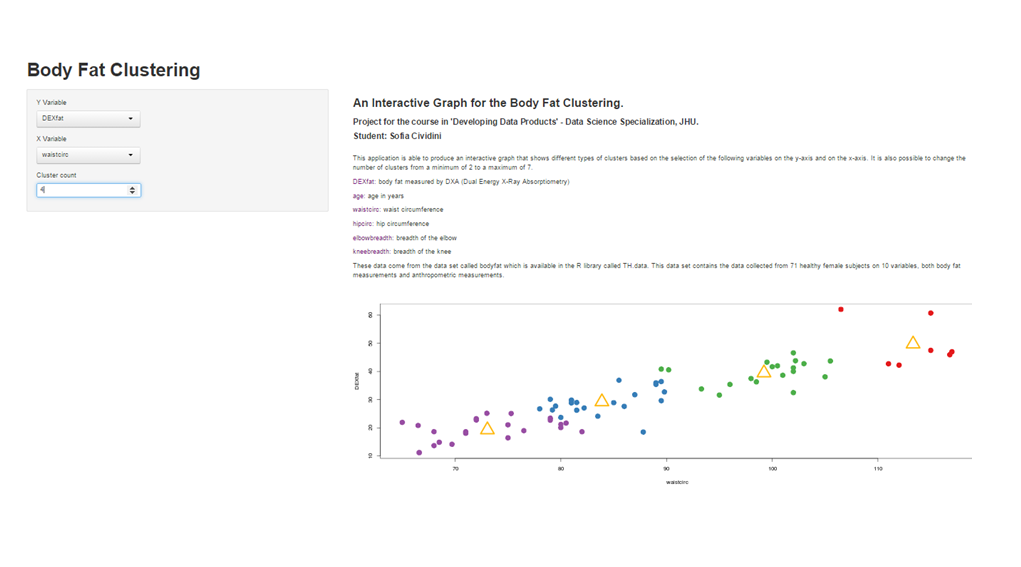 Body Fat Clustering
Y Variable
DEXfat
X Variable
waistcirc
Cluster count
4
An Interactive Graph for the Body Fat Clustering.
Project for the course in 'Developing Data Products' - Data Science Specialization, JHU.
Student: Sofia Cividini
This application is able to produce an interactive graph that shows different types of clusters based on the selection of the following variables on the y-axis and on the x-axis. It is also possible to change the
number of clusters from a minimum of 2 to a maximum of 7.
DEXfat: body fat measured by DXA (Dual Energy X-Ray Absorptiometry)
age: age in years
waistcirc: waist circumference
hipcirc: hip circumference
elbowbreadth: breadth of the elbow
kneebreadth: breadth of the knee
These data come from the data set called bodyfat which is available in the R library called TH.data. This data set contains the data collected from 71 healthy female subjects on 10 variables, both body fat
measurements and anthropometric measurements.
60
50
40
30
20
10
DEXfat
70 80 90 100 110
waistcirc